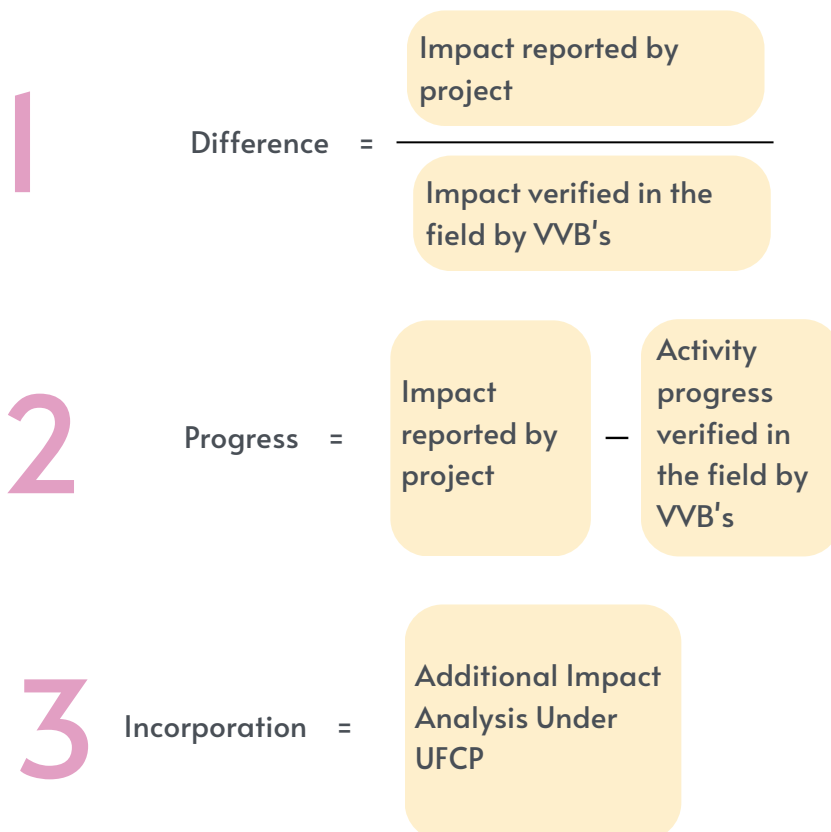 1
Difference =
Impact reported by
project
Impact verified in the
field by VVB's
2
Progress =
Impact
reported by
project
–
Activity
progress
verified in
the field by
VVB's
3
Incorporation =
Additional Impact
Analysis Under
UFCP